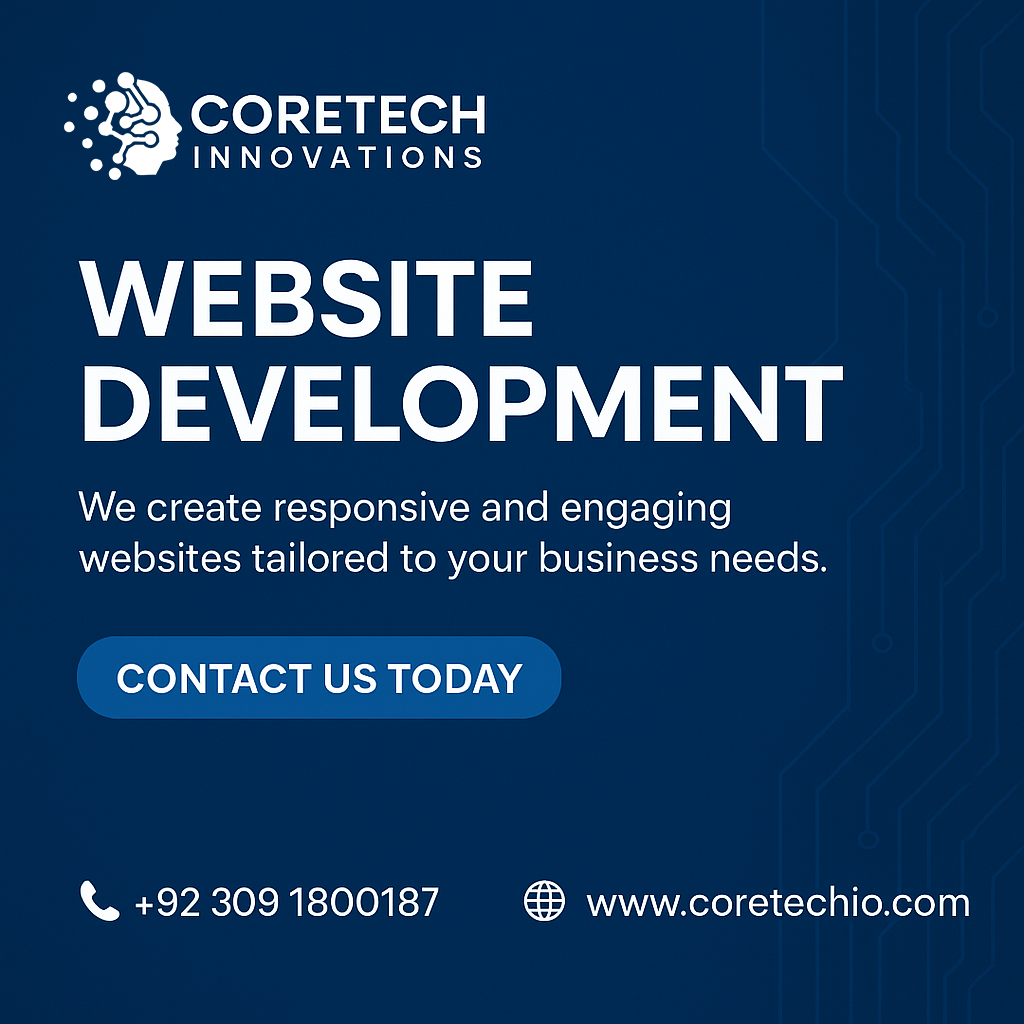 CORETECH
INNOVATIONS
WEBSITE
DEVELOPMENT
We create responsive and engaging
websites tailored to your business needs.
CONTACT US TODAY
+92 309 1800187
www.coretechio.com